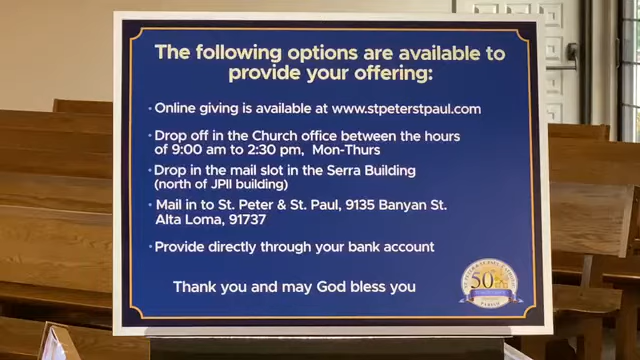 The following options are available to
provide your offering:
• Online giving is available at www.stpeterstpaul.com
• Drop off in the Church office between the hours
of 9:00 am to 2:30 pm, Mon-Thurs
• Drop in the mail slot in the Serra Building
(north of JPII building)
• Mail in to St. Peter & St. Paul, 9135 Banyan St.
Alta Loma, 91737
• Provide directly through your bank account
Thank you and may God bless you
50